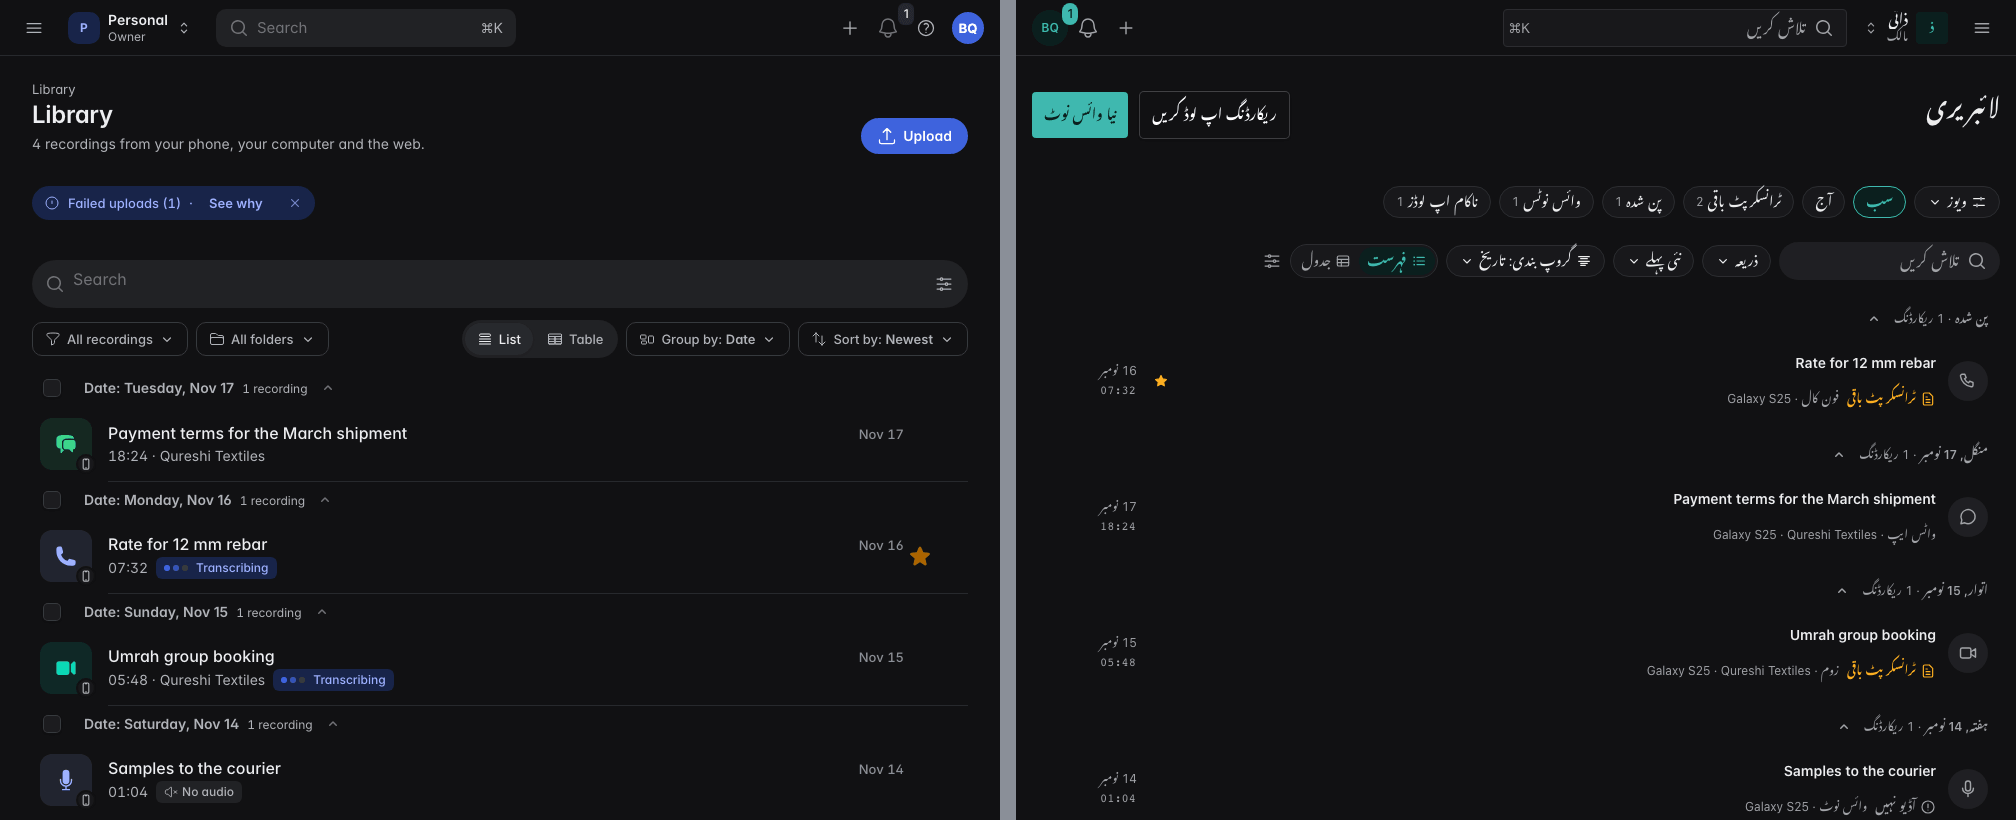 P
Personal
Owner
Search
⌘K
1
BQ
Library
Library
4 recordings from your phone, your computer and the web.
Upload
Failed uploads (1) · See why
Search
All recordings
All folders
List
Table
Group by: Date
Sort by: Newest
Date: Tuesday, Nov 17 1 recording
Payment terms for the March shipment
Nov 17
18:24 · Qureshi Textiles
Date: Monday, Nov 16 1 recording
Rate for 12 mm rebar
Nov 16
07:32 Transcribing
Date: Sunday, Nov 15 1 recording
Umrah group booking
Nov 15
05:48 · Qureshi Textiles Transcribing
Date: Saturday, Nov 14 1 recording
Samples to the courier
Nov 14
01:04 No audio
ذ
ذاتی
مالک
تلاش کریں
⌘K
1
BQ
لائبریری
ریکارڈنگ اپ لوڈ کریں
نیا وائس نوٹ
ویوز
سب
آج
ٹرانسکرپٹ باقی 2
پن شدہ 1
وائس نوٹس 1
ناکام اپ لوڈز 1
تلاش کریں
ذریعہ
نئی پہلے
گروپ بندی: تاریخ
فہرست
جدول
پن شدہ · 1 ریکارڈنگ
Rate for 12 mm rebar
16 نومبر
ٹرانسکرپٹ باقی فون کال · Galaxy S25
07:32
منگل, 17 نومبر · 1 ریکارڈنگ
Payment terms for the March shipment
17 نومبر
واٹس ایپ · Galaxy S25 · Qureshi Textiles
18:24
اتوار, 15 نومبر · 1 ریکارڈنگ
Umrah group booking
15 نومبر
ٹرانسکرپٹ باقی زوم · Galaxy S25 · Qureshi Textiles
05:48
ہفتہ, 14 نومبر · 1 ریکارڈنگ
Samples to the courier
14 نومبر
آڈیو نہیں وائس نوٹ · Galaxy S25
01:04